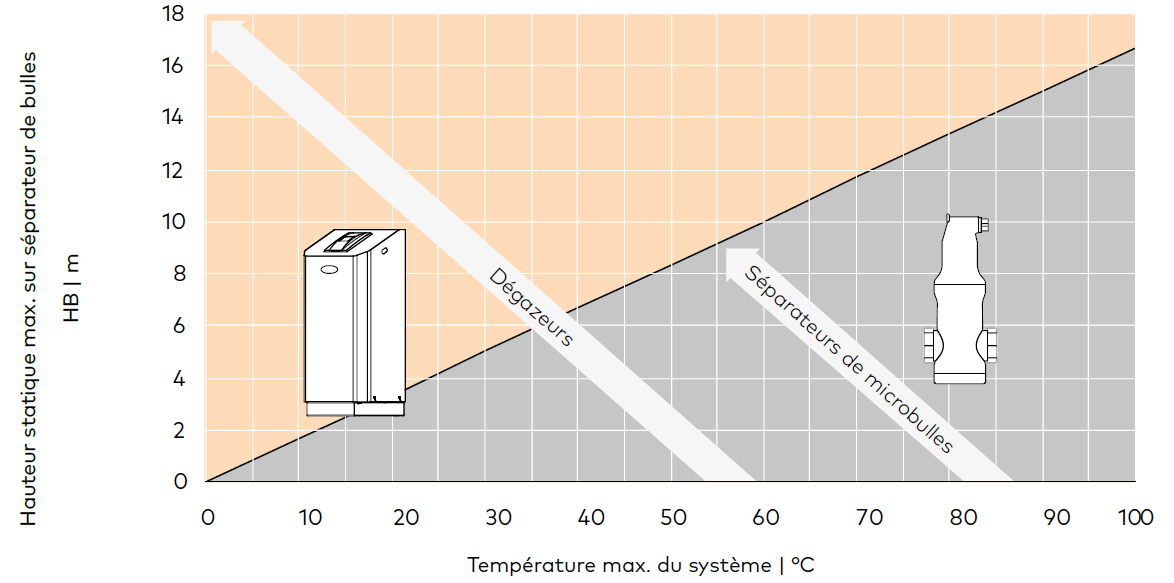 Hauteur statique max. sur séparateur de bulles
HB | m
18
16
14
12
10
8
6
4
2
0
Dégazeurs
Séparateurs de microbulles
0 10 20 30 40 50 60 70 80 90 100
Température max. du système | °C